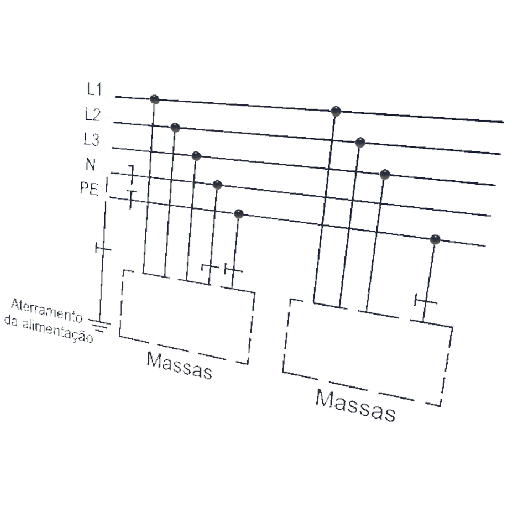 L1
L2
L3
N
PE
Aterramento
da alimentação
Massas
Massas